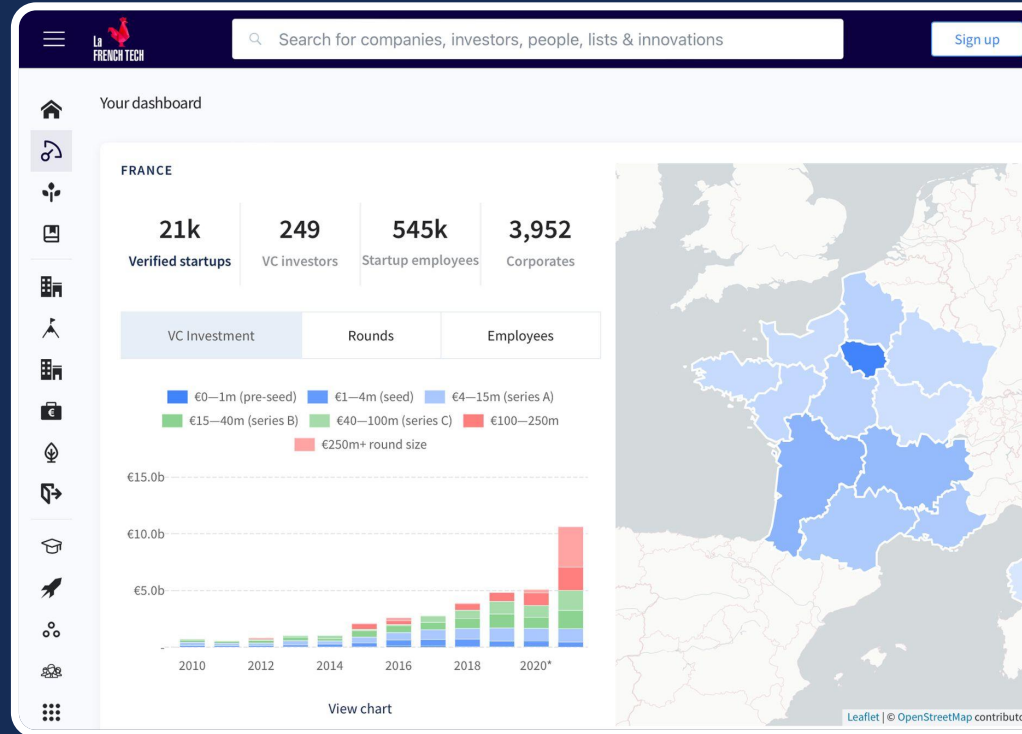 La
FRENCH TECH
Search for companies, investors, people, lists & innovations
Sign up
Your dashboard
FRANCE
21k
249
545k
3,952
Verified startups
VC investors
Startup employees
Corporates
VC Investment
Rounds
Employees
€0—1m (pre-seed)
€1—4m (seed)
€4—15m (series A)
€15—40m (series B)
€40—100m (series C)
€100—250m
€250m+ round size
€15.0b
€10.0b
€5.0b
-
2010
2012
2014
2016
2018
2020*
View chart
Leaflet | © OpenStreetMap contributo